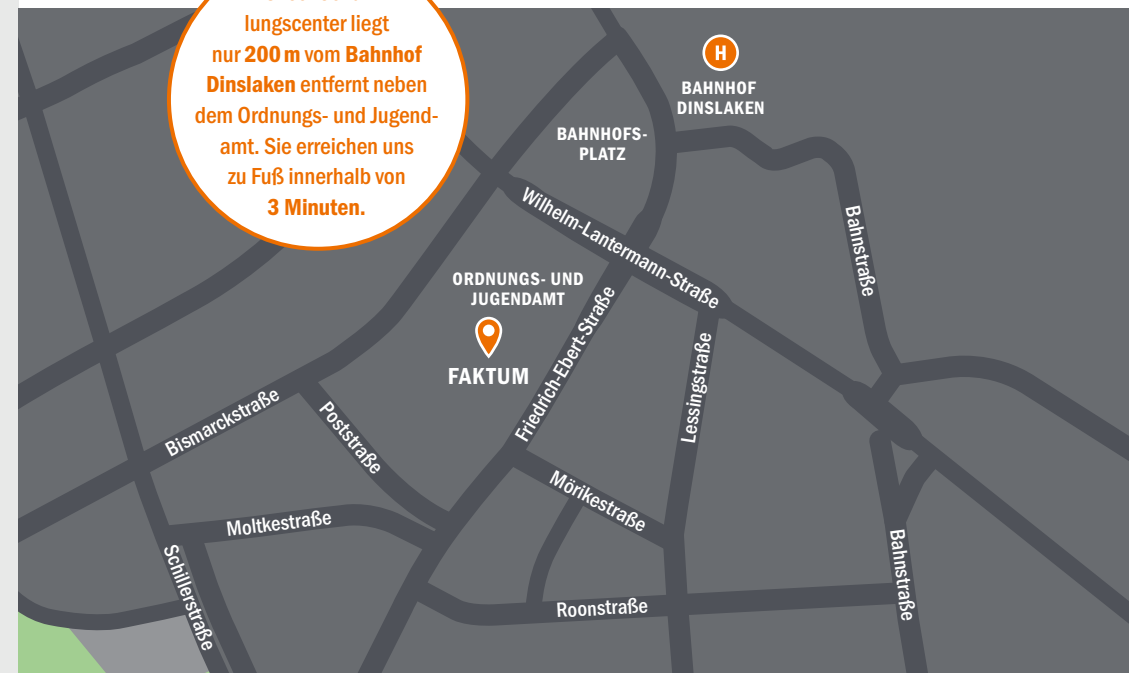 lungscenter liegt
nur 200 m vom Bahnhof
Dinslaken entfernt neben
dem Ordnungs- und Jugend-
amt. Sie erreichen uns
zu Fuß innerhalb von
3 Minuten.
H
BAHNHOF
DINSLAKEN
BAHNHOFS-
PLATZ
Wilhelm-Lantermann-Straße
Bahnstraße
ORDNUNGS- UND
JUGENDAMT
FAKTUM
Friedrich-Ebert-Straße
Lessingstraße
Bismarckstraße
Poststraße
Mörikestraße
Moltkestraße
Schillerstraße
Bahnstraße
Roonstraße